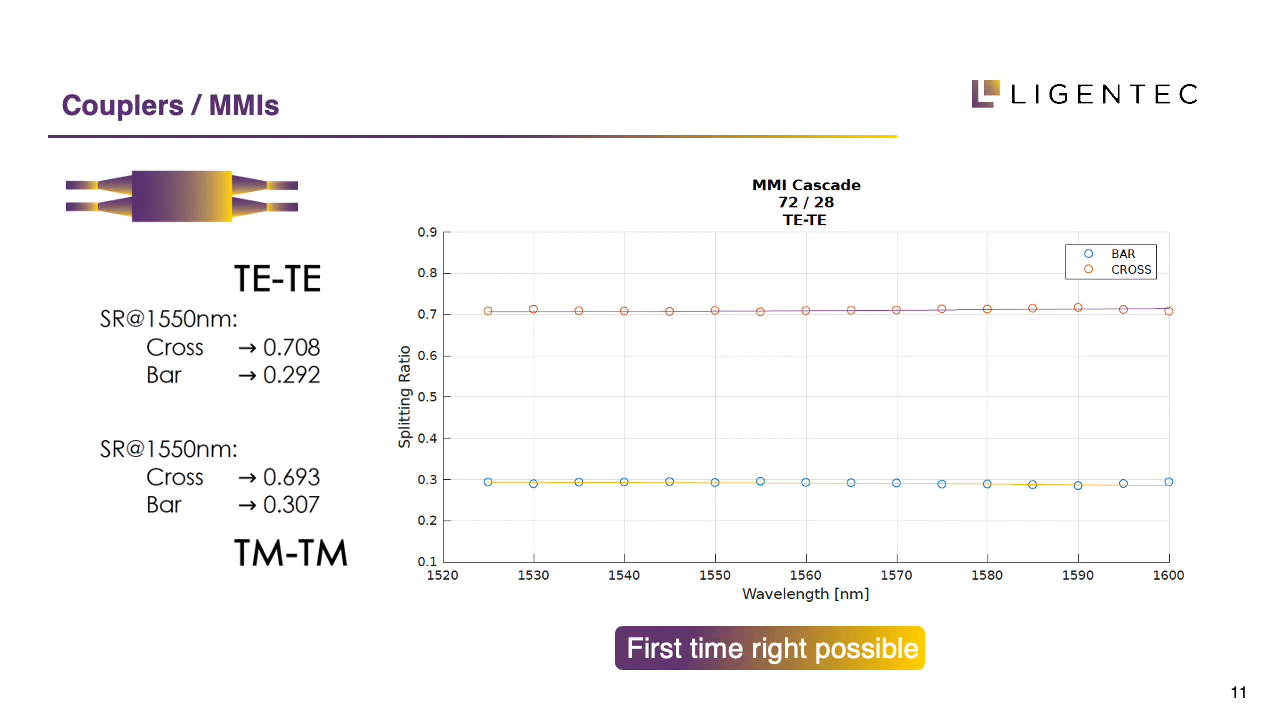 Couplers / MMIs
LIGENTEC
TE-TE
SR@1550nm:
Cross → 0.708
Bar → 0.292
SR@1550nm:
Cross → 0.693
Bar → 0.307
TM-TM
MMI Cascade
72 / 28
TE-TE
BAR
CROSS
Splitting Ratio
0.9
0.8
0.7
0.6
0.5
0.4
0.3
0.2
0.1
1520 1530 1540 1550 1560 1570 1580 1590 1600
Wavelength [nm]
First time right possible
11